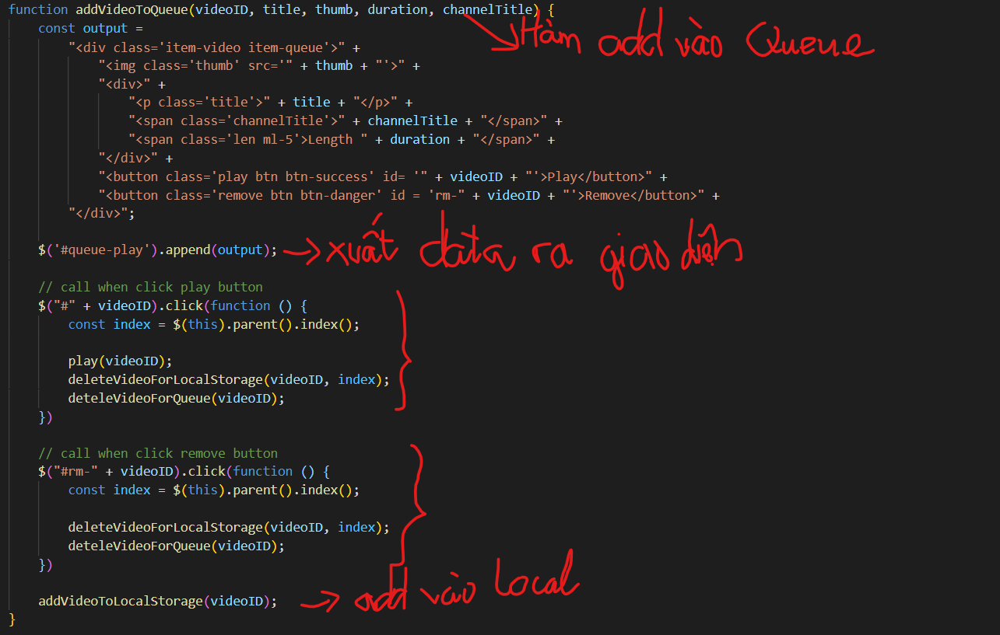 function addVideoToQueue(videoID, title, thumb, duration, channelTitle) {
Hàm add vào Queue
const output =
"<div class='item-video item-queue'>" +
"<img class='thumb' src='" + thumb + "'>" +
"<div>" +
"<p class='title'>" + title + "</p>" +
"<span class='channelTitle'>" + channelTitle + "</span>" +
"<span class='len ml-5'>Length " + duration + "</span>" +
"</div>" +
"<button class='play btn btn-success' id= '" + videoID + "'>Play</button>" +
"<button class='remove btn btn-danger' id = 'rm-" + videoID + "'>Remove</button>" +
"</div>";
$('#queue-play').append(output); → xuất data ra giao diện
// call when click play button
$("#" + videoID).click(function () {
const index = $(this).parent().index();
play(videoID);
deleteVideoForLocalStorage(videoID, index);
deteleVideoForQueue(videoID);
})
// call when click remove button
$("#rm-" + videoID).click(function () {
const index = $(this).parent().index();
deleteVideoForLocalStorage(videoID, index);
deteleVideoForQueue(videoID);
})
addVideoToLocalStorage(videoID); → add vào Local
}